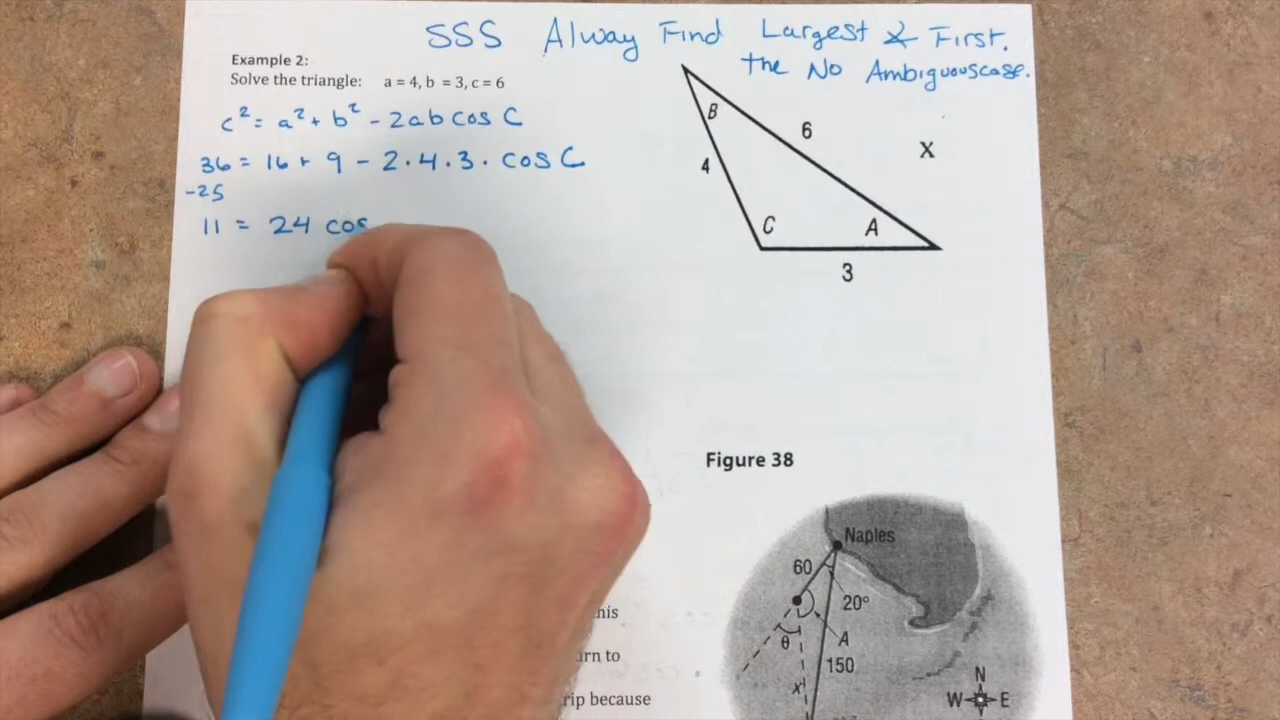 SSS Alway Find Largest ∡ First.
the No Ambiguouscase.
Example 2:
Solve the triangle: a = 4, b = 3, c = 6
c² = a² + b² - 2ab cos C
36 = 16 + 9 - 2·4·3· cos C
-25
11 = 24 cos
B
6
X
4
C
A
3
Figure 38
Naples
60
20°
θ
A
150
x
N
W
E
his
urn to
rip because